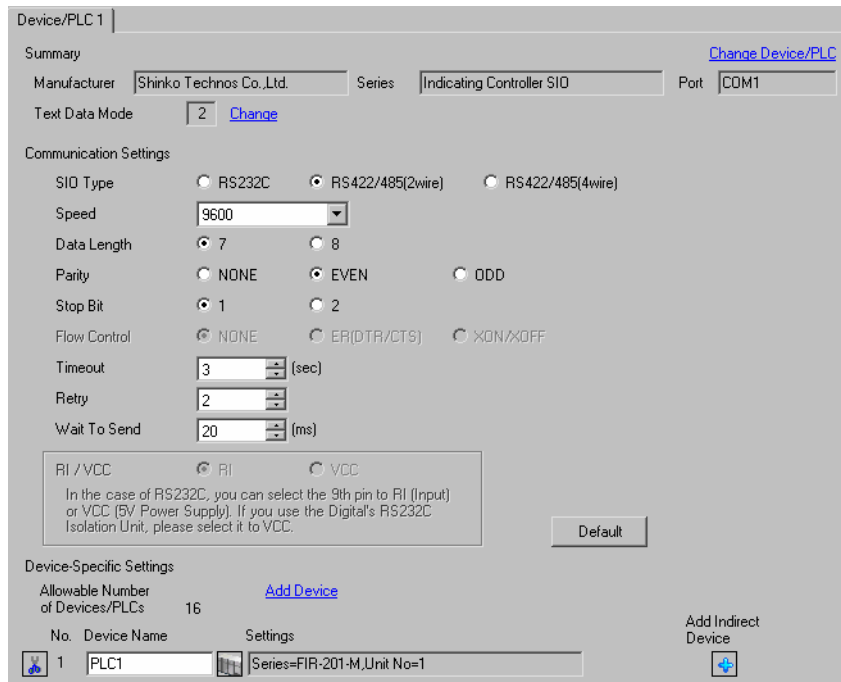 Device/PLC 1
Summary
Change Device/PLC
Manufacturer Shinko Technos Co.,Ltd. Series Indicating Controller SIO Port COM1
Text Data Mode 2 Change
Communication Settings
SIO Type RS232C RS422/485(2wire) RS422/485(4wire)
Speed 9600
Data Length 7 8
Parity NONE EVEN ODD
Stop Bit 1 2
Flow Control NONE ER(DTR/CTS) XON/XOFF
Timeout 3 (sec)
Retry 2
Wait To Send 20 (ms)
RI / VCC RI VCC
In the case of RS232C, you can select the 9th pin to RI (Input)
or VCC (5V Power Supply). If you use the Digital's RS232C
Isolation Unit, please select it to VCC.
Default
Device-Specific Settings
Allowable Number
of Devices/PLCs 16
Add Device
Add Indirect
Device
No. Device Name Settings
1 PLC1 Series=FIR-201-M,Unit No=1